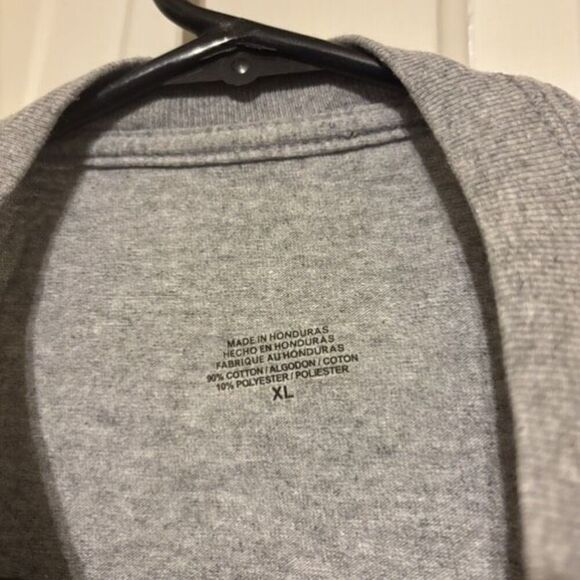 MADE IN HONDURAS
HECHO EN HONDURAS
FABRIQUE AU HONDURAS
90% COTTON / ALGODON / COTON
10% POLYESTER / POLIESTER
XL